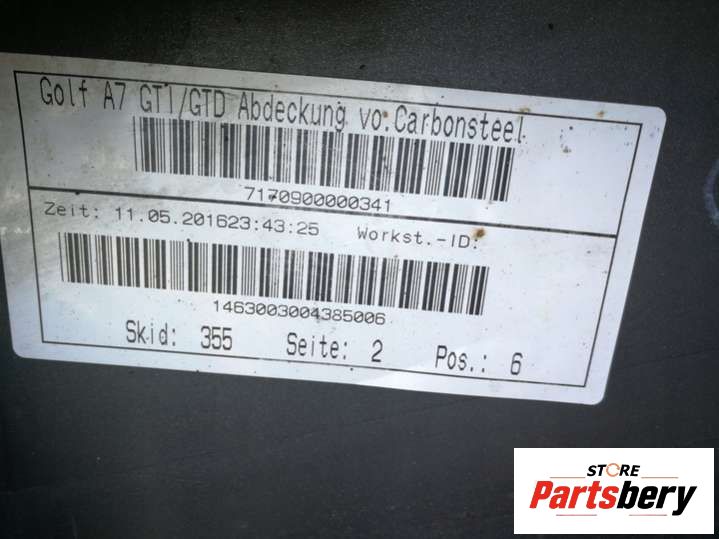 Golf A7 GTI/GTD Abdeckung vo.Carbonsteel
7170900000341
Zeit: 11.05.201623:43:25 Workst.-ID:
1463003004385006
Skid: 355 Seite: 2 Pos.: 6
STORE
Partsbery